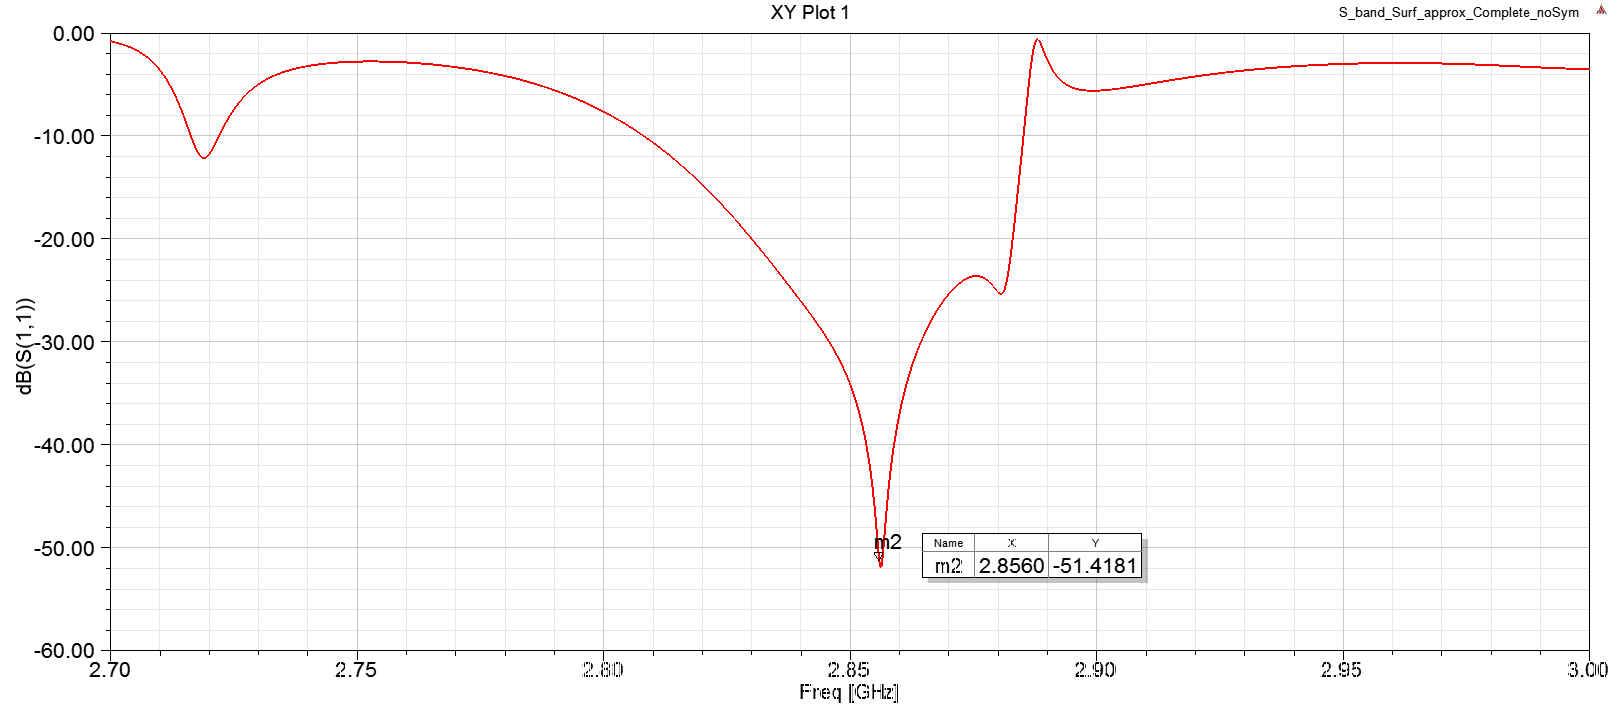 XY Plot 1
S_band_Surf_approx_Complete_noSym
0.00
-10.00
-20.00
-30.00
-40.00
-50.00
-60.00
dB(S(1,1))
m2
Name X Y
m2 2.8560 -51.4181
2.70 2.75 2.80 2.85 2.90 2.95 3.00
Freq [GHz]